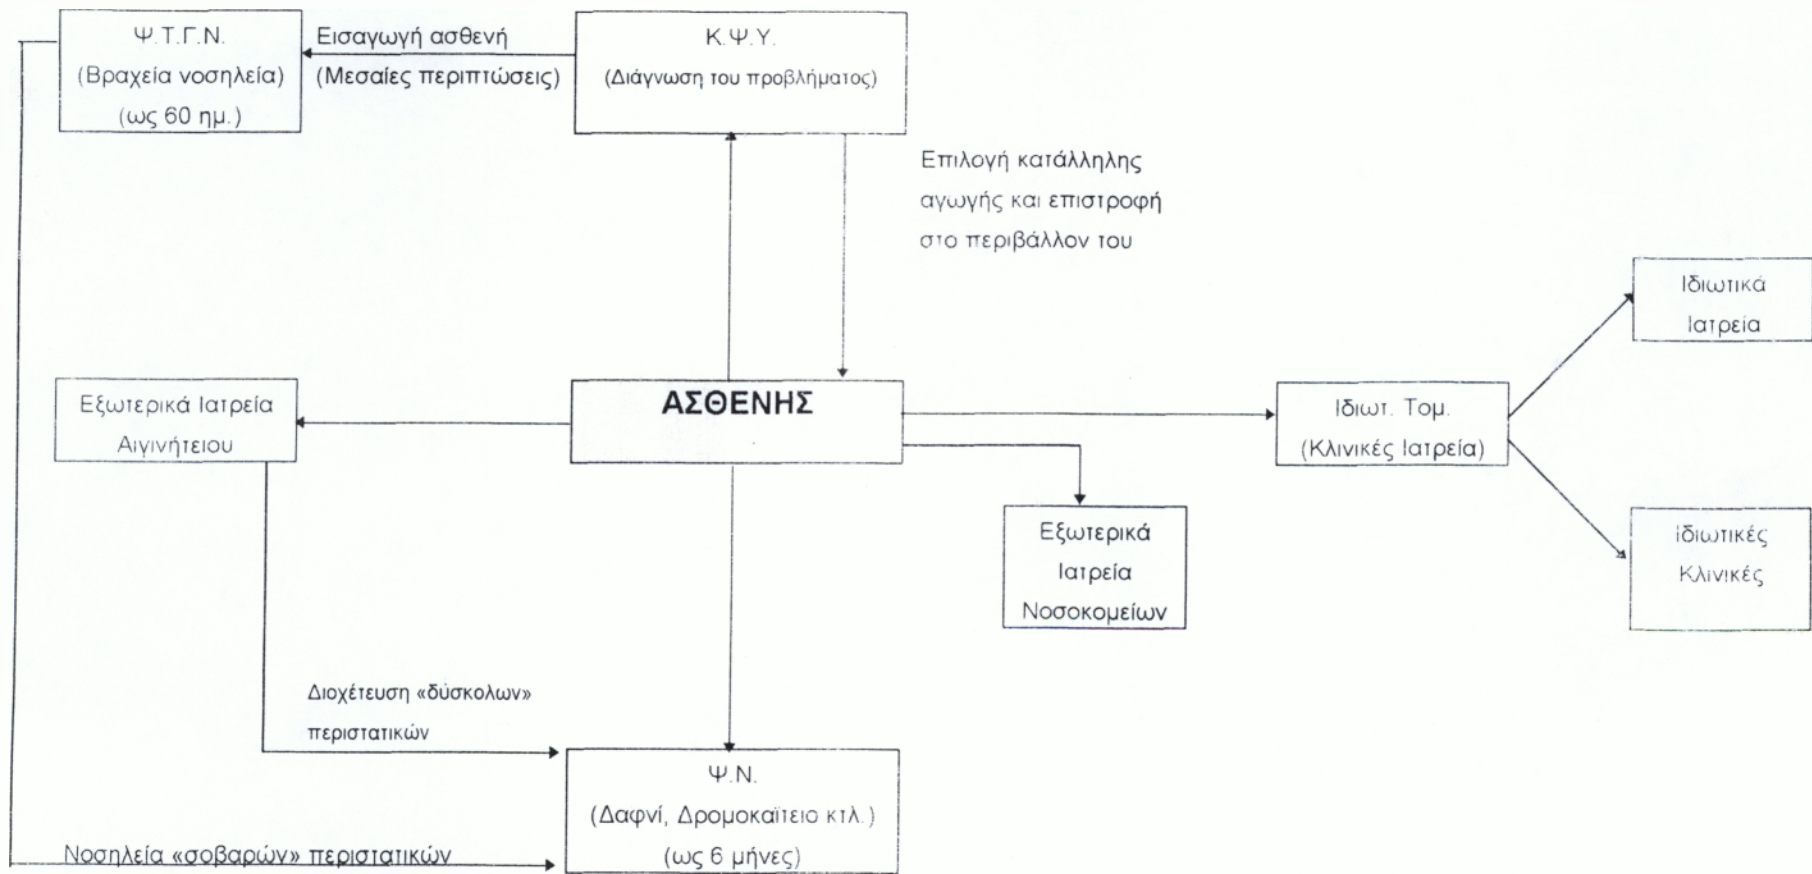 Ψ.Τ.Γ.Ν.
(Βραχεία νοσηλεία)
(ως 60 ημ.)
Εισαγωγή ασθενή
(Μεσαίες περιπτώσεις)
Κ.Ψ.Υ.
(Διάγνωση του προβλήματος)
Επιλογή κατάλληλης
αγωγής και επιστροφή
στο περιβάλλον του
Ιδιωτικά
Ιατρεία
Εξωτερικά Ιατρεία
Αιγινήτειου
ΑΣΘΕΝΗΣ
Ιδιωτ. Τομ.
(Κλινικές Ιατρεία)
Εξωτερικά
Ιατρεία
Νοσοκομείων
Ιδιωτικές
Κλινικές
Διοχέτευση «δύσκολων»
περιστατικών
Ψ.Ν.
(Δαφνί, Δρομοκαϊτειο κτλ.)
(ως 6 μήνες)
Νοσηλεία «σοβαρών» περιστατικών